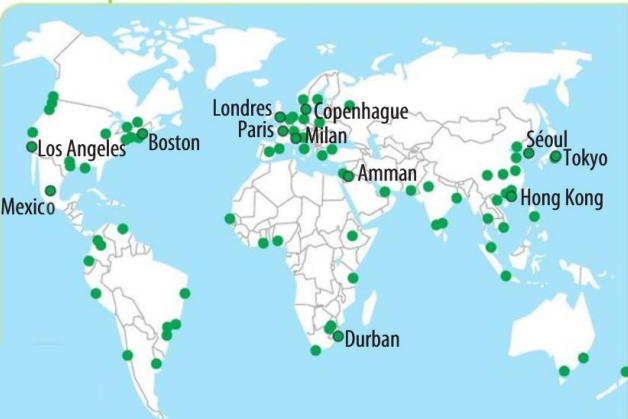 Londres
Copenhague
Paris
Milan
Los Angeles
Boston
Séoul
Tokyo
Amman
Mexico
Hong Kong
Durban